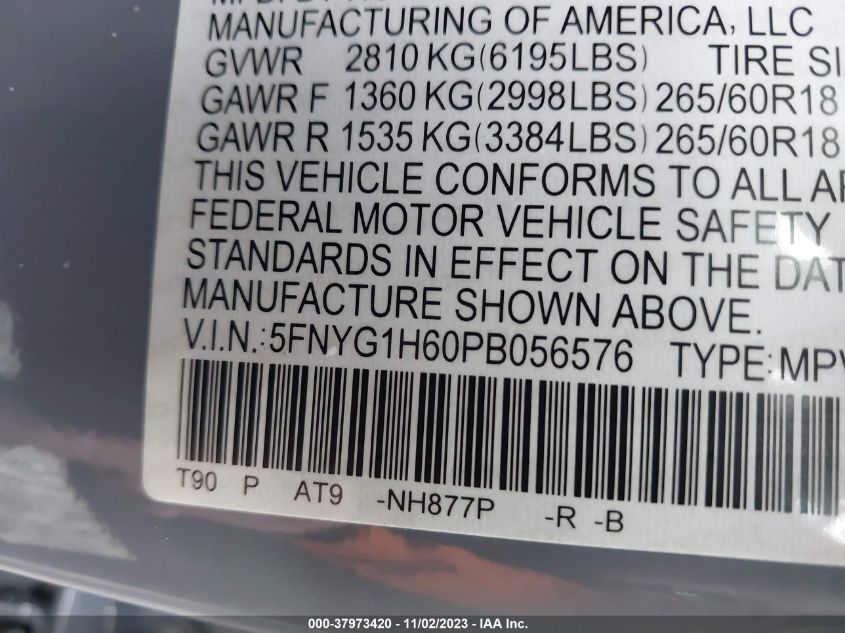 MANUFACTURING OF AMERICA, LLC
GVWR 2810 KG(6195LBS) TIRE SI
GAWR F 1360 KG(2998LBS) 265/60R18
GAWR R 1535 KG(3384LBS) 265/60R18
THIS VEHICLE CONFORMS TO ALL AP
FEDERAL MOTOR VEHICLE SAFETY
STANDARDS IN EFFECT ON THE DAT
MANUFACTURE SHOWN ABOVE.
V.I.N.:5FNYG1H60PB056576 TYPE:MPV
T90 P AT9 -NH877P -R -B
000-37973420 - 11/02/2023 - IAA Inc.